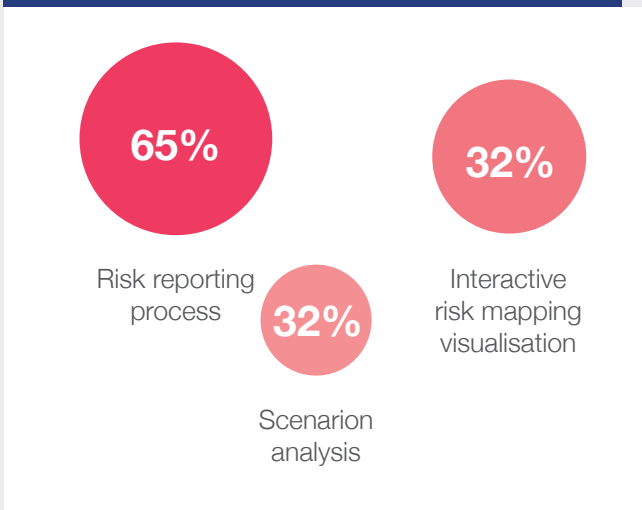 65%
Risk reporting
process
32%
Scenarion
analysis
32%
Interactive
risk mapping
visualisation